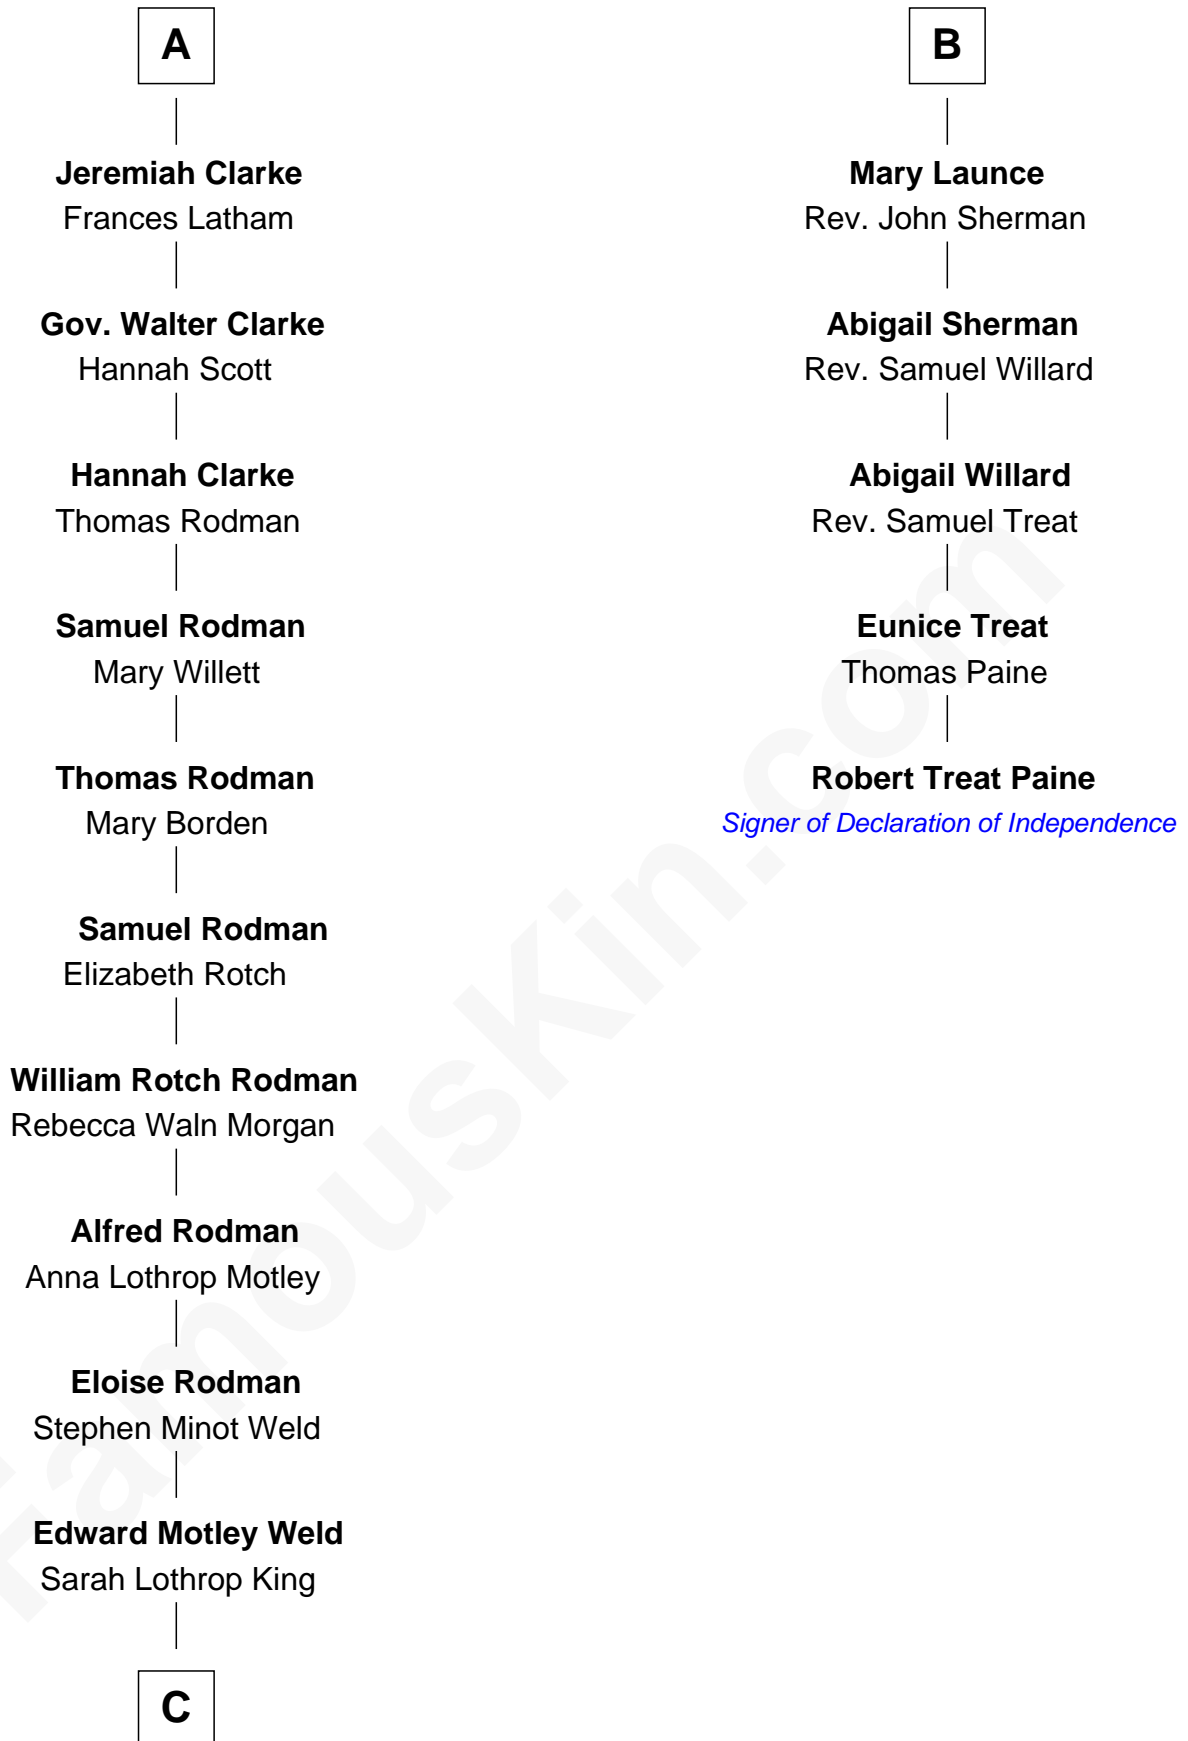 A
Jeremiah Clarke
Frances Latham
Gov. Walter Clarke
Hannah Scott
Hannah Clarke
Thomas Rodman
Samuel Rodman
Mary Willett
Thomas Rodman
Mary Borden
Samuel Rodman
Elizabeth Rotch
William Rotch Rodman
Rebecca Waln Morgan
Alfred Rodman
Anna Lothrop Motley
Eloise Rodman
Stephen Minot Weld
Edward Motley Weld
Sarah Lothrop King
C
B
Mary Launce
Rev. John Sherman
Abigail Sherman
Rev. Samuel Willard
Abigail Willard
Rev. Samuel Treat
Eunice Treat
Thomas Paine
Robert Treat Paine
Signer of Declaration of Independence
FamousKin.com